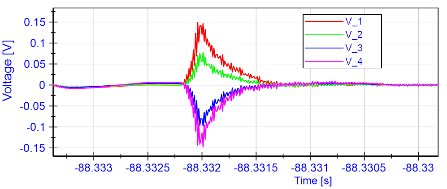 V_1
V_2
V_3
V_4
Voltage [V]
0.15
0.1
0.05
0
-0.05
-0.1
-0.15
-88.333 -88.3325 -88.332 -88.3315 -88.331 -88.3305 -88.33
Time [s]